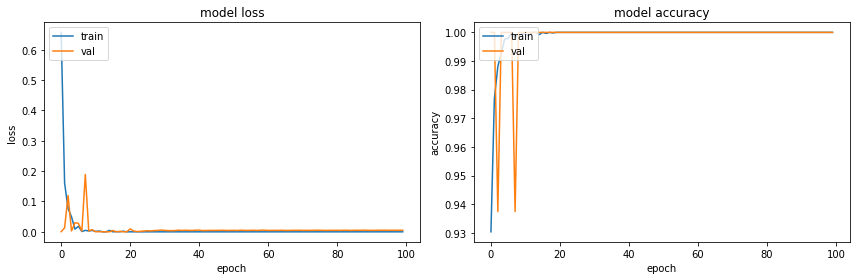 model loss
train
val
0.6
0.5
0.4
0.3
0.2
0.1
0.0
loss
0 20 40 60 80 100
epoch
model accuracy
train
val
1.00
0.99
0.98
0.97
0.96
0.95
0.94
0.93
accuracy
0 20 40 60 80 100
epoch